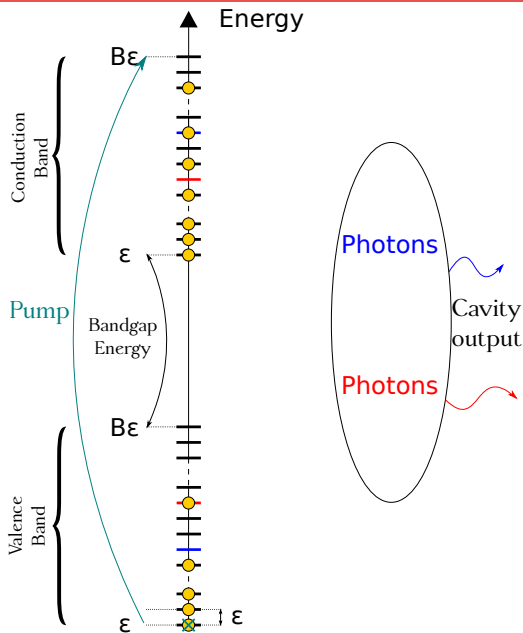 Energy
Bε
Conduction
Band
ε
Pump
Bandgap
Energy
Bε
Valence
Band
ε
ε
Photons
Photons
Cavity
output